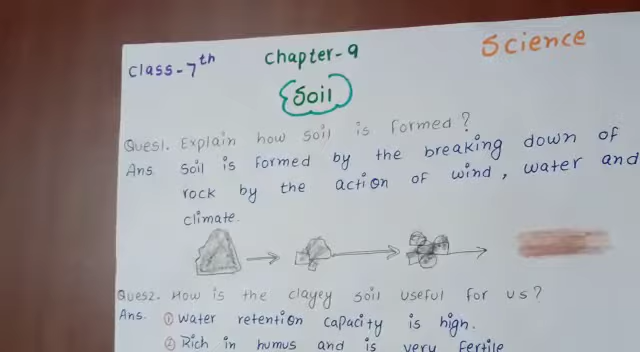 Class-7th Chapter-9 Science
Soil
Ques1. Explain how soil is formed?
Ans. Soil is formed by the breaking down of
rock by the action of wind, water and
climate.
Ques2. How is the clayey soil useful for us?
Ans. ① Water retention capacity is high.
② Rich in humus and is very fertile